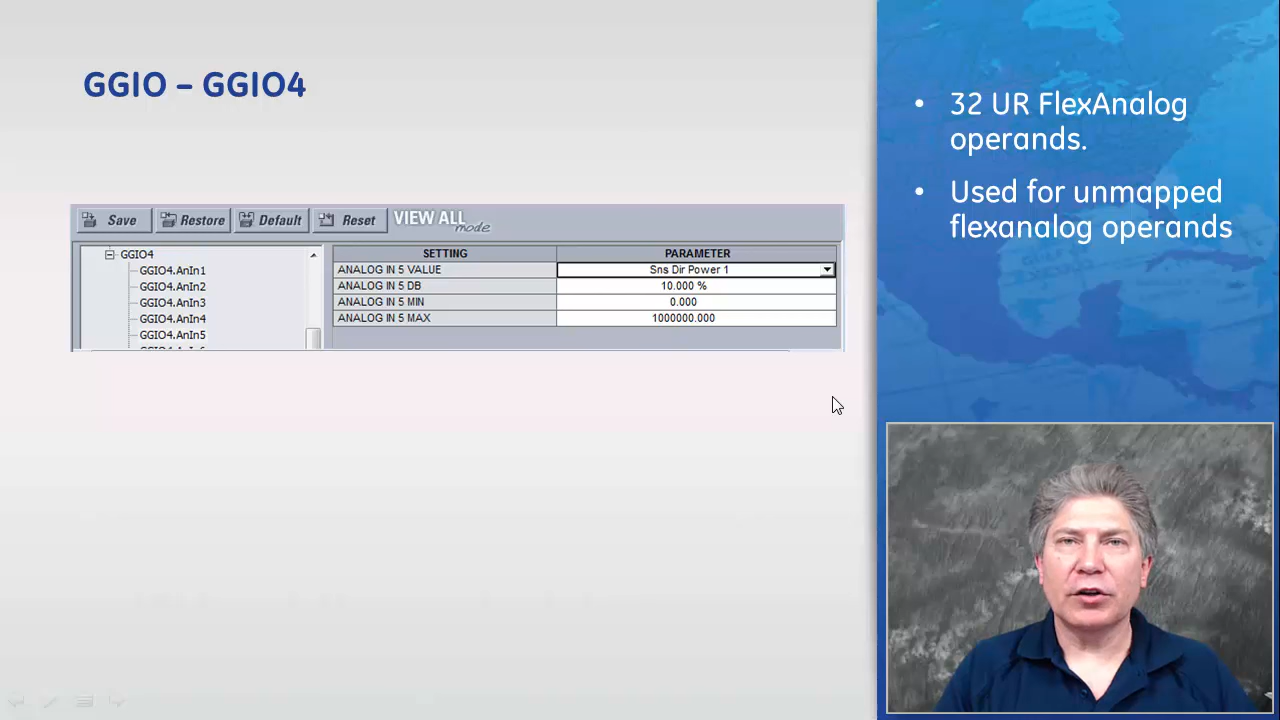 GGIO – GGIO4
• 32 UR FlexAnalog
operands.
• Used for unmapped
flexanalog operands
Save Restore Default Reset VIEW ALL mode
GGIO4
GGIO4.AnIn1
GGIO4.AnIn2
GGIO4.AnIn3
GGIO4.AnIn4
GGIO4.AnIn5
SETTING PARAMETER
ANALOG IN 5 VALUE Sns Dir Power 1
ANALOG IN 5 DB 10.000 %
ANALOG IN 5 MIN 0.000
ANALOG IN 5 MAX 1000000.000